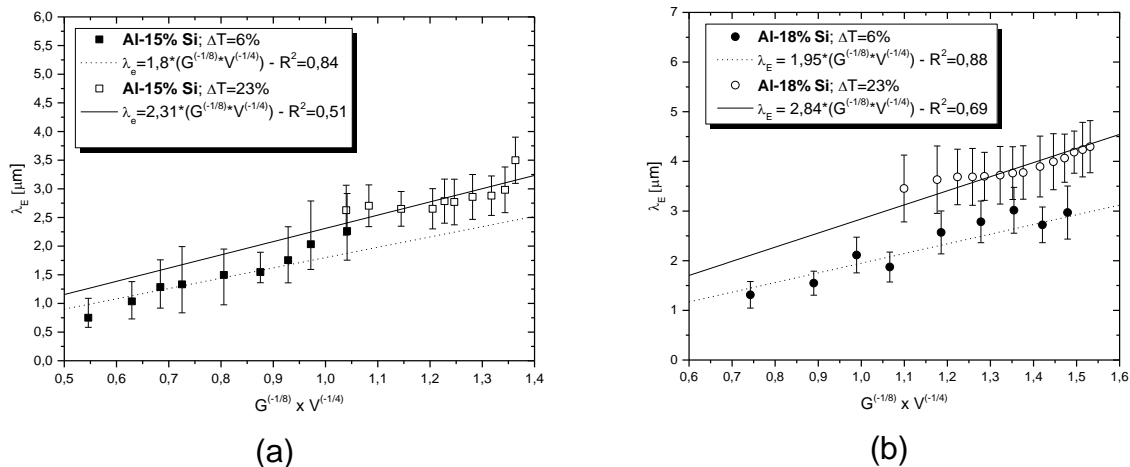 6,0
5,5
5,0
4,5
4,0
3,5
3,0
2,5
2,0
1,5
1,0
0,5
0,0
λ_E [μm]
Al-15% Si; ΔT=6%
λ_e=1,8*(G^(-1/8)*V^(-1/4)) - R²=0,84
Al-15% Si; ΔT=23%
λ_e=2,31*(G^(-1/8)*V^(-1/4)) - R²=0,51
0,5 0,6 0,7 0,8 0,9 1,0 1,1 1,2 1,3 1,4
G^(-1/8) x V^(-1/4)
(a)
7
6
5
4
3
2
1
0
λ_E [μm]
Al-18% Si; ΔT=6%
λ_E = 1,95*(G^(-1/8)*V^(-1/4)) - R²=0,88
Al-18% Si; ΔT=23%
λ_E = 2,84*(G^(-1/8)*V^(-1/4)) - R²=0,69
0,6 0,7 0,8 0,9 1,0 1,1 1,2 1,3 1,4 1,5 1,6
G^(-1/8) x V^(-1/4)
(b)